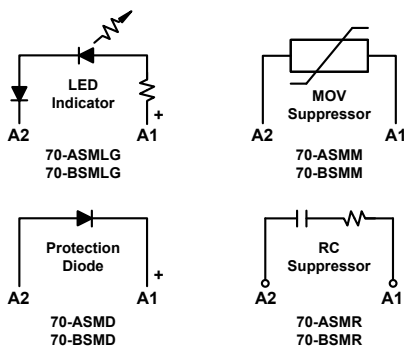 LED
Indicator
A2
A1
+
70-ASMLG
70-BSMLG
MOV
Suppressor
A2
A1
70-ASMM
70-BSMM
Protection
Diode
A2
A1
+
70-ASMD
70-BSMD
RC
Suppressor
A2
A1
70-ASMR
70-BSMR